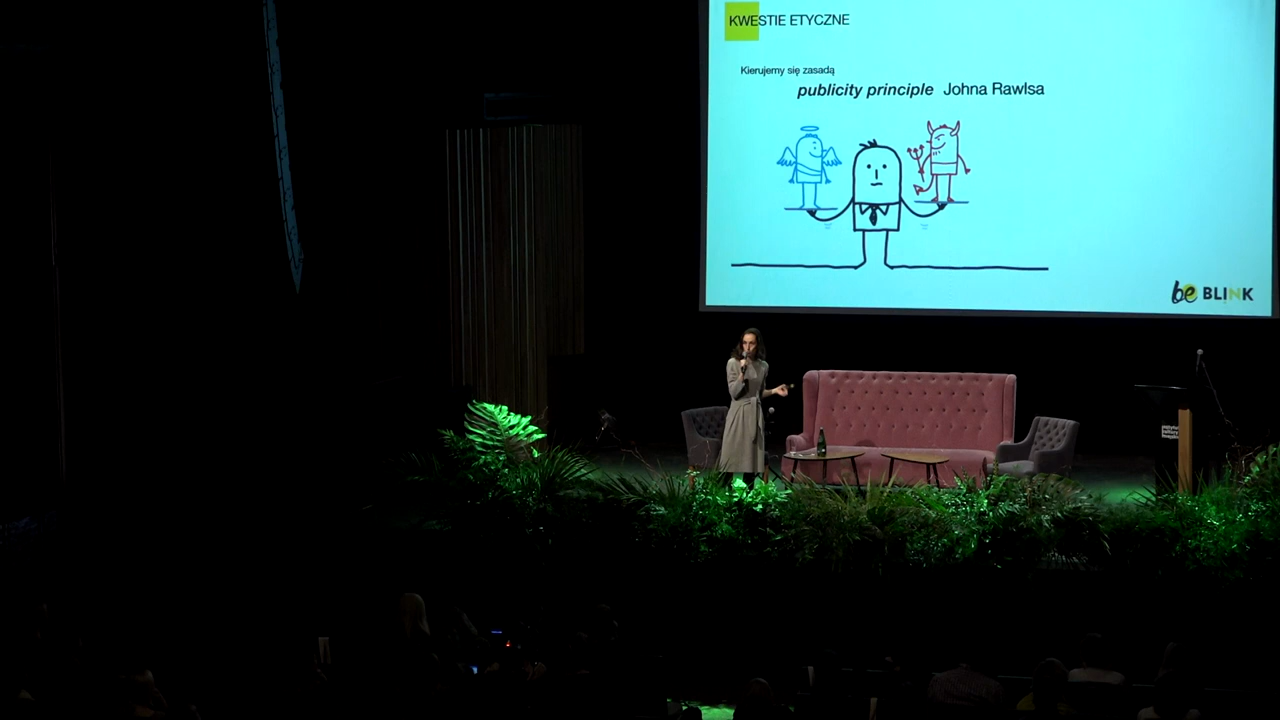 KWESTIE ETYCZNE
Kierujemy się zasadą
publicity principle Johna Rawlsa
be BLINK